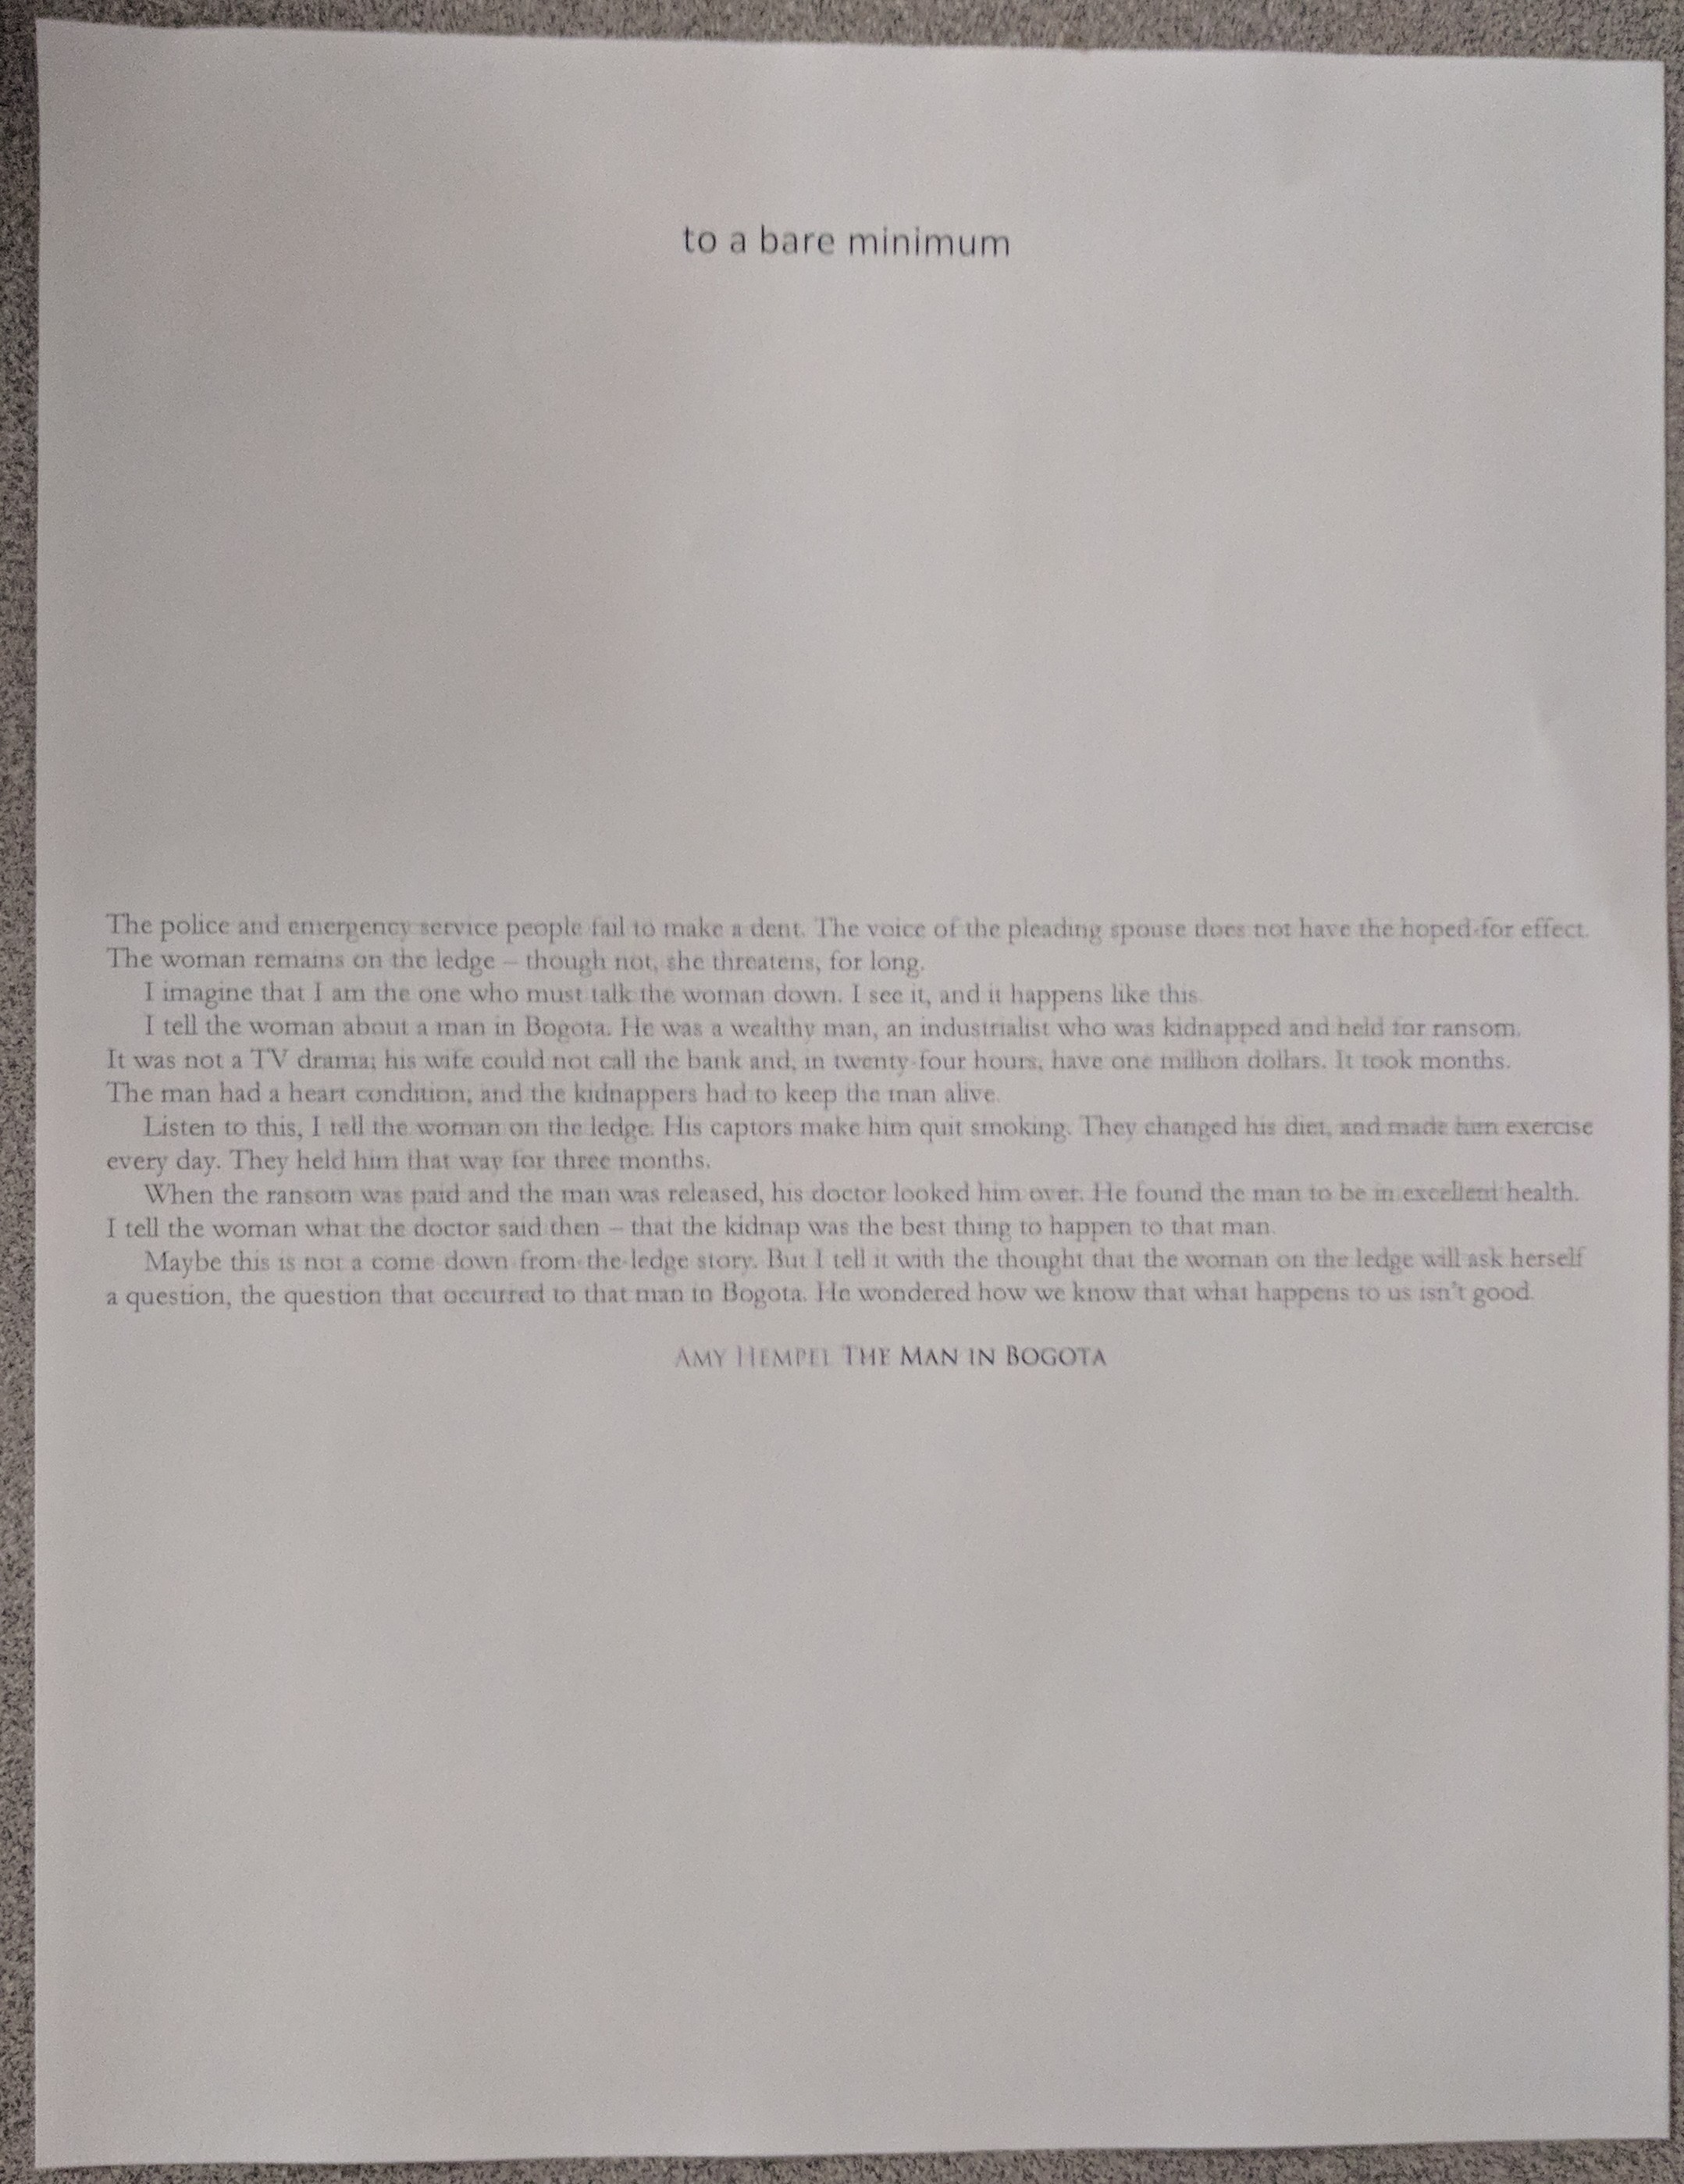 to a bare minimum
The police and emergency service people fail to make a dent. The voice of the pleading spouse does not have the hoped-for effect.
The woman remains on the ledge – though not, she threatens, for long.
I imagine that I am the one who must talk the woman down. I see it, and it happens like this.
I tell the woman about a man in Bogota. He was a wealthy man, an industrialist who was kidnapped and held for ransom.
It was not a TV drama; his wife could not call the bank and, in twenty-four hours, have one million dollars. It took months.
The man had a heart condition, and the kidnappers had to keep the man alive.
Listen to this, I tell the woman on the ledge. His captors make him quit smoking. They changed his diet, and made him exercise
every day. They held him that way for three months.
When the ransom was paid and the man was released, his doctor looked him over. He found the man to be in excellent health.
I tell the woman what the doctor said then – that the kidnap was the best thing to happen to that man.
Maybe this is not a come-down-from-the-ledge story. But I tell it with the thought that the woman on the ledge will ask herself
a question, the question that occurred to that man in Bogota. He wondered how we know that what happens to us isn't good.
AMY HEMPEL THE MAN IN BOGOTA